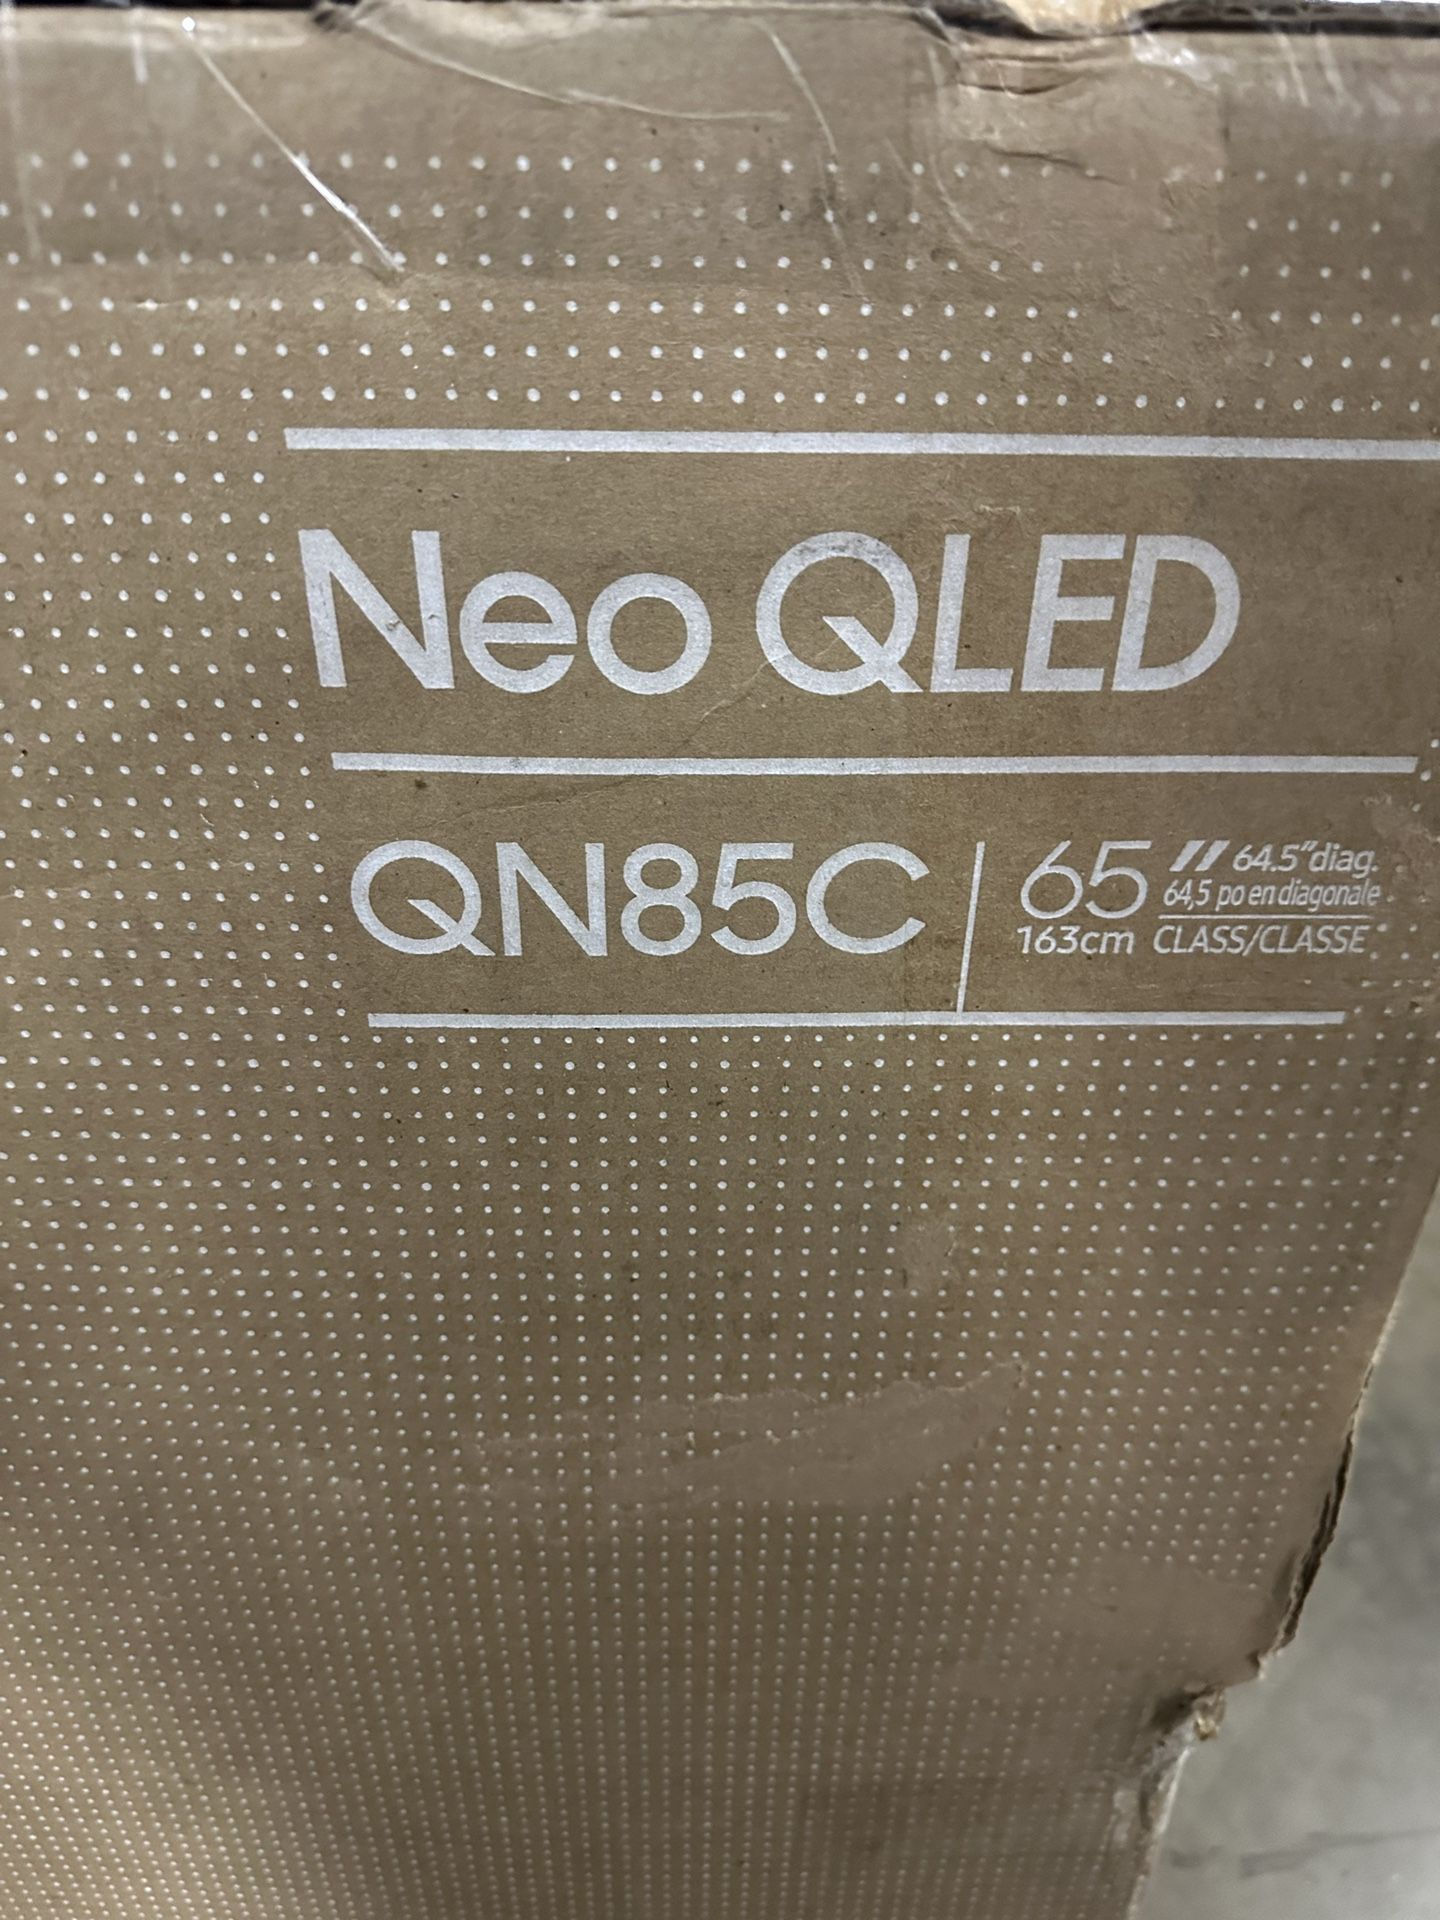 Neo QLED
QN85C
65" 64.5"diag.
64,5 po en diagonale
163cm CLASS/CLASSE